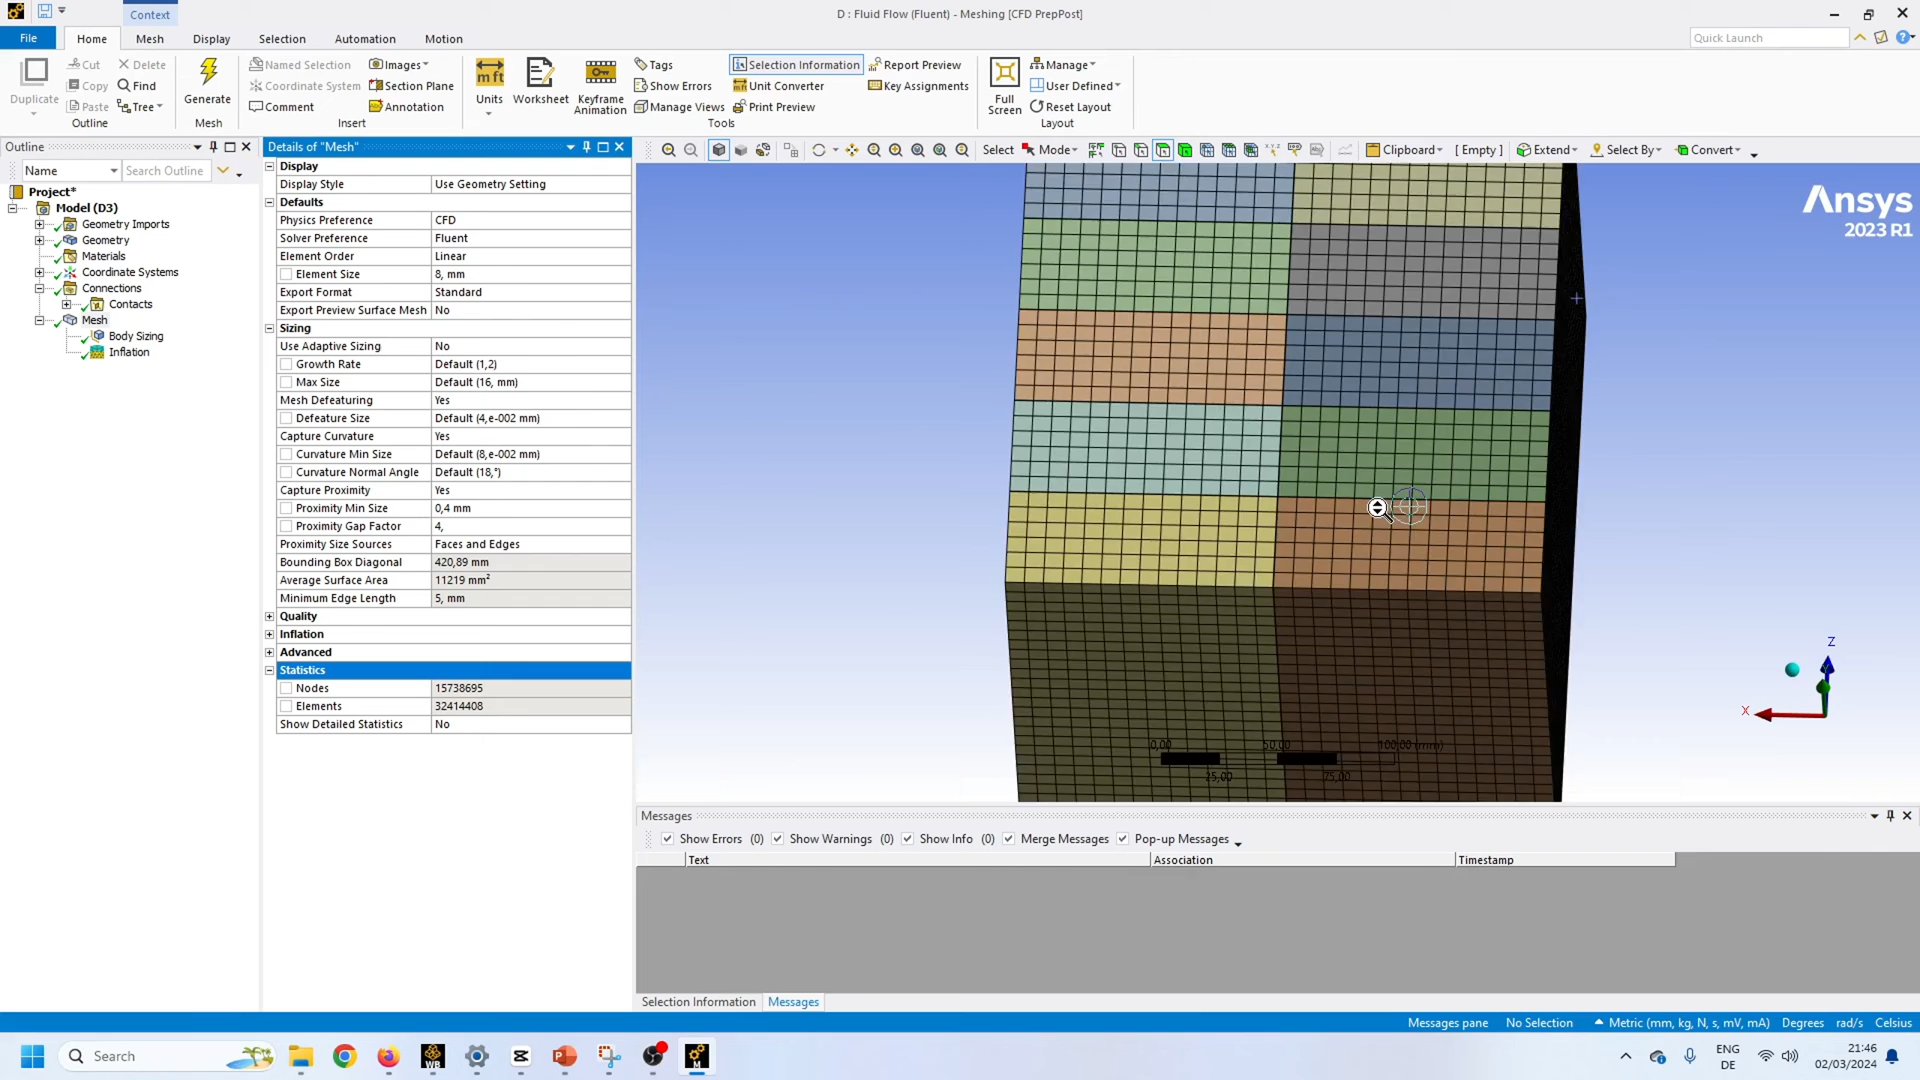 Context
D : Fluid Flow (Fluent) - Meshing [CFD PrepPost]
File
Home
Mesh
Display
Selection
Automation
Motion
Quick Launch
Duplicate
Cut
Copy
Paste
Delete
Find
Tree
Outline
Generate
Mesh
Named Selection
Coordinate System
Comment
Images
Section Plane
Annotation
Insert
Units
Worksheet
Keyframe
Animation
Tags
Show Errors
Manage Views
Selection Information
Unit Converter
Print Preview
Report Preview
Key Assignments
Tools
Full
Screen
Manage
User Defined
Reset Layout
Layout
Outline
Name
Search Outline
Project*
Model (D3)
Geometry Imports
Geometry
Materials
Coordinate Systems
Connections
Contacts
Mesh
Body Sizing
Inflation
Details of "Mesh"
Display
Display Style Use Geometry Setting
Defaults
Physics Preference CFD
Solver Preference Fluent
Element Order Linear
Element Size 8, mm
Export Format Standard
Export Preview Surface Mesh No
Sizing
Use Adaptive Sizing No
Growth Rate Default (1,2)
Max Size Default (16, mm)
Mesh Defeaturing Yes
Defeature Size Default (4,e-002 mm)
Capture Curvature Yes
Curvature Min Size Default (8,e-002 mm)
Curvature Normal Angle Default (18,°)
Capture Proximity Yes
Proximity Min Size 0,4 mm
Proximity Gap Factor 4,
Proximity Size Sources Faces and Edges
Bounding Box Diagonal 420,89 mm
Average Surface Area 11219 mm²
Minimum Edge Length 5, mm
Quality
Inflation
Advanced
Statistics
Nodes 15738695
Elements 32414408
Show Detailed Statistics No
Select Mode Clipboard [ Empty ] Extend Select By Convert
Ansys
2023 R1
Z
X
0,00 50,00 100,00 (mm)
25,00 75,00
Messages
Show Errors (0) Show Warnings (0) Show Info (0) Merge Messages Pop-up Messages
Text Association Timestamp
Selection Information Messages
Messages pane No Selection Metric (mm, kg, N, s, mV, mA) Degrees rad/s Celsius
Search
WB
M
ENG
DE
21:46
02/03/2024